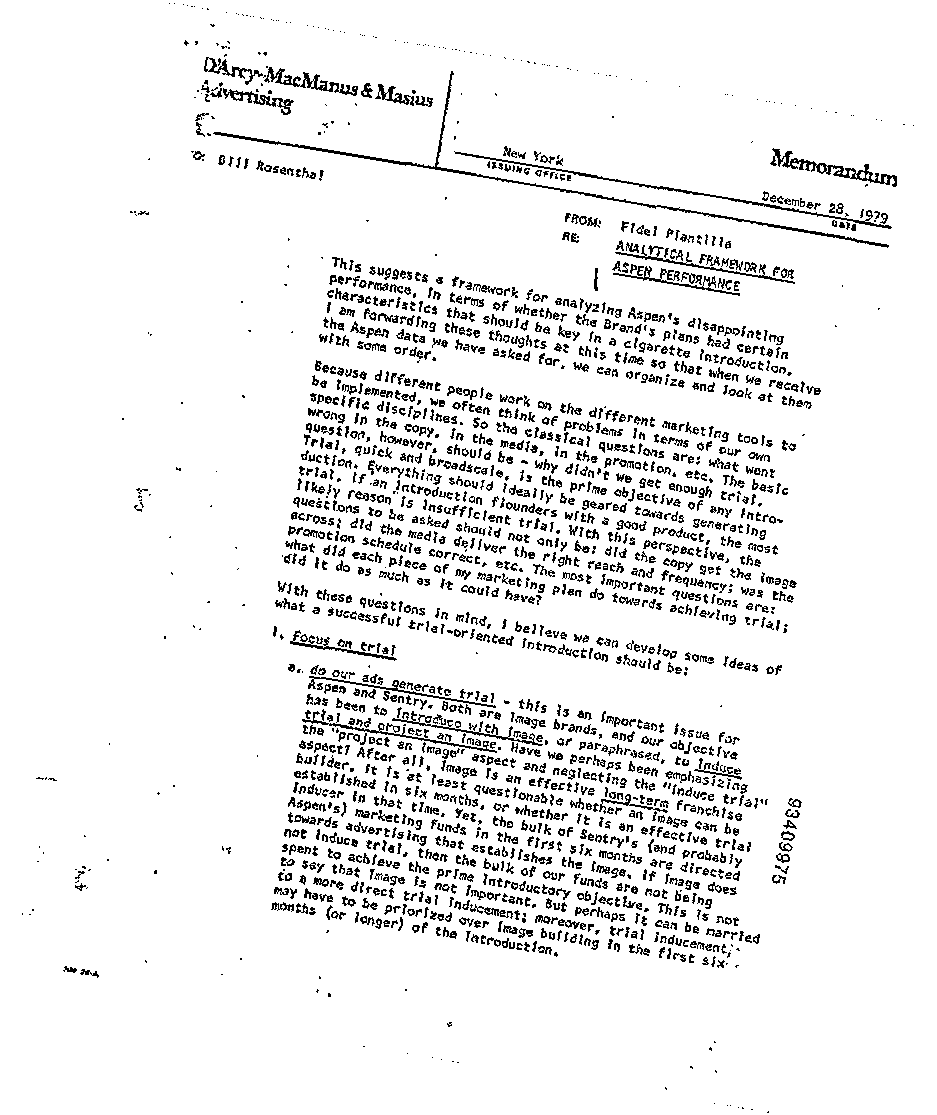 D'Arcy-MacManus & Masius
Advertising
New York
ISSUING OFFICE
Memorandum
December 28, 1979
DATE
TO: Bill Rosenthal
FROM: Fidel Plantilla
RE: ANALYTICAL FRAMEWORK FOR
ASPEN PERFORMANCE
This suggests a framework for analyzing Aspen's disappointing
performance, in terms of whether the Brand's plans had certain
characteristics that should be key in a cigarette introduction.
I am forwarding these thoughts at this time so that when we receive
the Aspen data we have asked for, we can organize and look at them
with some order.
Because different people work on the different marketing tools to
be implemented, we often think of problems in terms of our own
specific disciplines. So the classical questions are: what went
wrong in the copy, in the media, in the promotion, etc. The basic
question, however, should be - why didn't we get enough trial.
Trial, quick and broadscale, is the prime objective of any intro-
duction. Everything should ideally be geared towards generating
trial. If an introduction flounders with a good product, the most
likely reason is insufficient trial. With this perspective, the
questions to be asked should not only be: did the copy get the image
across; did the media deliver the right reach and frequency; was the
promotion schedule correct, etc. The most important questions are:
what did each piece of my marketing plan do towards achieving trial;
did it do as much as it could have?
With these questions in mind, I believe we can develop some ideas of
what a successful trial-oriented introduction should be:
1. Focus on trial
a. do our ads generate trial - this is an important issue for
Aspen and Sentry. Both are image brands, and our objective
has been to introduce with image, or paraphrased, to induce
trial and project an image. Have we perhaps been emphasizing
the "project an image" aspect and neglecting the "induce trial"
aspect? After all, image is an effective long-term franchise
builder. It is at least questionable whether an image can be
established in six months, or whether it is an effective trial
inducer in that time. Yet, the bulk of Sentry's (and probably
Aspen's) marketing funds in the first six months are directed
towards advertising that establishes the image. If image does
not induce trial, then the bulk of our funds are not being
spent to achieve the prime introductory objective. This is not
to say that image is not important. But perhaps it can be married
to a more direct trial inducement; moreover, trial inducement
may have to be priorized over image building in the first six
months (or longer) of the introduction.
93409975